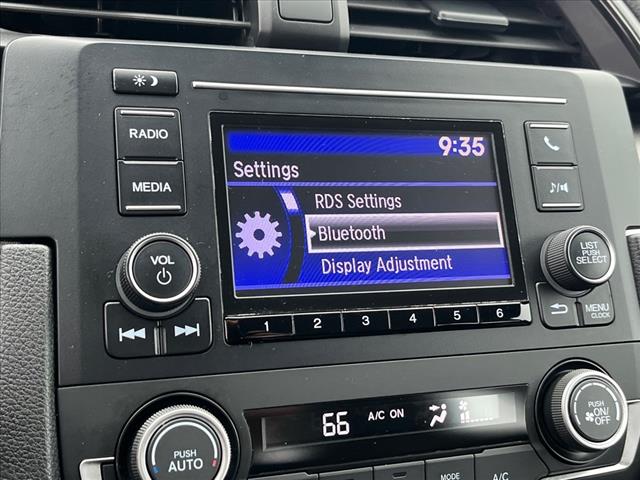 RADIO
MEDIA
VOL
9:35
Settings
RDS Settings
Bluetooth
Display Adjustment
1 2 3 4 5 6
LIST
PUSH
SELECT
MENU
CLOCK
66 A/C ON
PUSH
AUTO
PUSH
ON/
OFF
MODE
A/C